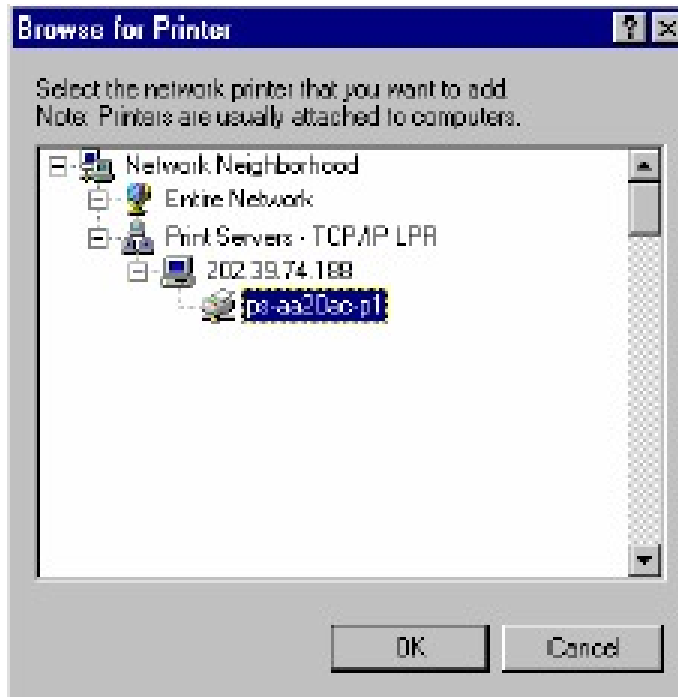 Browse for Printer
Select the network printer that you want to add.
Note: Printers are usually attached to computers.
Network Neighborhood
Entire Network
Print Servers - TCP/IP LPR
202.39.74.188
ps-aa20ac-p1
OK
Cancel